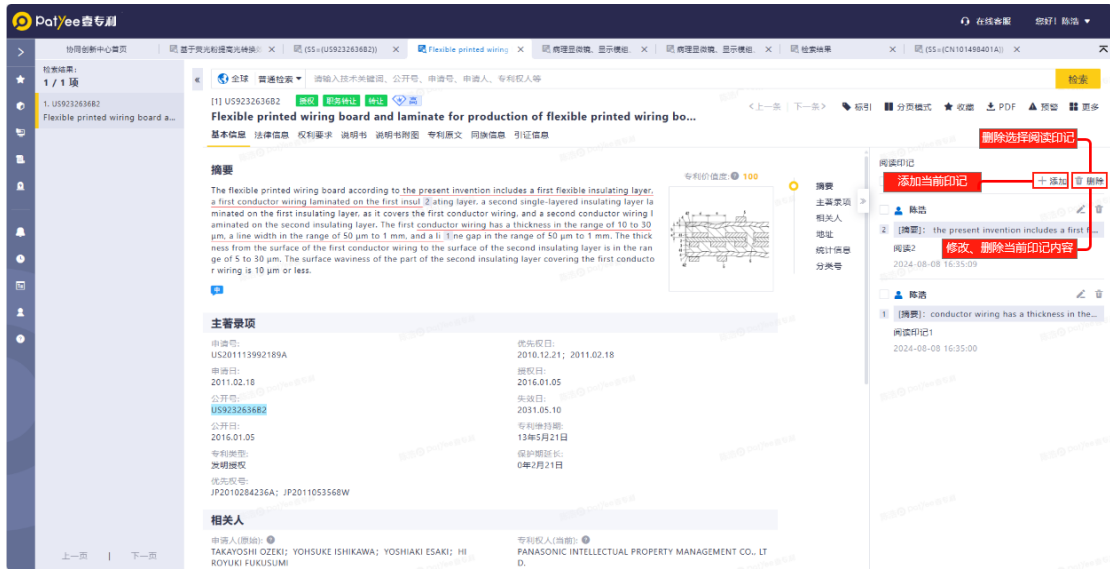 Patyee壹专利
在线客服 您好！陈浩
协同创新中心首页 基于荧光粉提高光转换 (SS=(US9232636B2)) Flexible printed wiring 病理显微镜、显示模组、 病理显微镜、显示模组、 检索结果 (SS=(CN101498401A))
检索结果：
1 / 1 项
1. US9232636B2
Flexible printed wiring board a...
全球 普通检索 请输入技术关键词、公开号、申请号、申请人、专利权人等 检索
[1] US9232636B2 授权 职务转让 转让 高
<上一条 下一条> 标引 分页模式 收藏 PDF 预警 更多
Flexible printed wiring board and laminate for production of flexible printed wiring bo...
基本信息 法律信息 权利要求 说明书 说明书附图 专利原文 同族信息 引证信息
摘要
专利价值度: 100
The flexible printed wiring board according to the present invention includes a first flexible insulating layer,
a first conductor wiring laminated on the first insul 2 ating layer, a second single-layered insulating layer la
minated on the first insulating layer, as it covers the first conductor wiring, and a second conductor wiring l
aminated on the second insulating layer. The first conductor wiring has a thickness in the range of 10 to 30
μm, a line width in the range of 50 μm to 1 mm, and a li 1 ne gap in the range of 50 μm to 1 mm. The thick
ness from the surface of the first conductor wiring to the surface of the second insulating layer is in the ran
ge of 5 to 30 μm. The surface waviness of the part of the second insulating layer covering the first conducto
r wiring is 10 μm or less.
中
摘要
主著录项
相关人
地址
统计信息
分类号
主著录项
申请号:
US201113992189A
优先权日:
2010.12.21; 2011.02.18
申请日:
2011.02.18
授权日:
2016.01.05
公开号:
US9232636B2
失效日:
2031.05.10
公开日:
2016.01.05
专利维持期:
13年5月21日
专利类型:
发明授权
保护期延长:
0年2月21日
优先权号:
JP2010284236A; JP2011053568W
相关人
申请人(原始):
TAKAYOSHI OZEKI; YOHSUKE ISHIKAWA; YOSHIAKI ESAKI; HI
ROYUKI FUKUSUMI
专利权人(当前):
PANASONIC INTELLECTUAL PROPERTY MANAGEMENT CO., LT
D.
上一页 | 下一页
删除选择阅读印记
阅读印记
添加当前印记 + 添加 删除
陈浩
2 [摘要]: the present invention includes a first f...
阅读2
修改、删除当前印记内容
2024-08-08 16:35:09
陈浩
1 [摘要]: conductor wiring has a thickness in the...
阅读印记1
2024-08-08 16:35:00